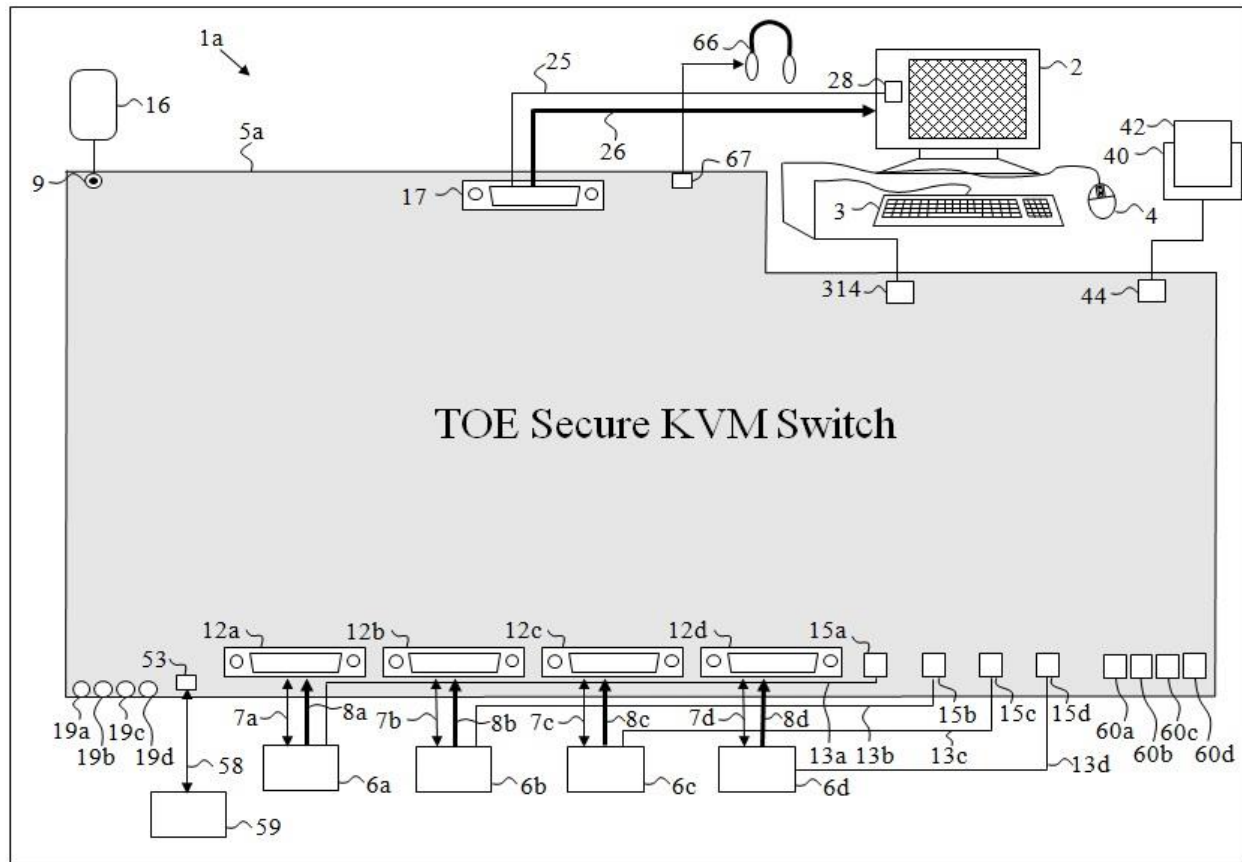 1a
66
25
2
28
16
42
40
5a
26
67
9
17
3
4
314
44
TOE Secure KVM Switch
12a
12b
12c
12d
15a
53
7a
8a
7b
8b
7c
8c
7d
8d
15b
15c
15d
19a
19c
60a
60c
19b
19d
13a
13b
13c
60b
60d
58
13d
6a
6b
6c
6d
59